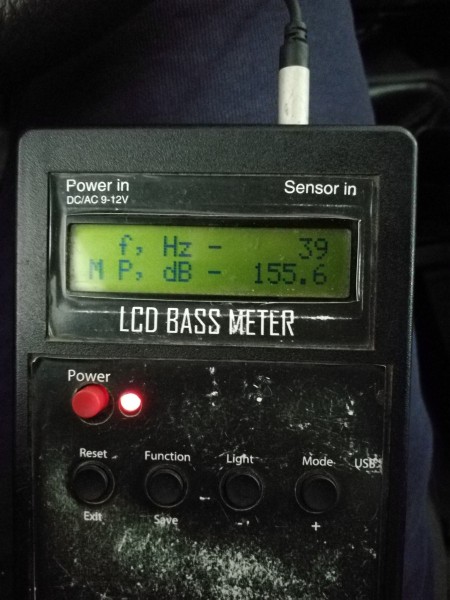 Power in
DC/AC 9-12V
Sensor in
f, Hz - 39
M P, dB - 155.6
LCD BASS METER
Power
Reset
Function
Light
Mode
USB
Exit
Save
-
+